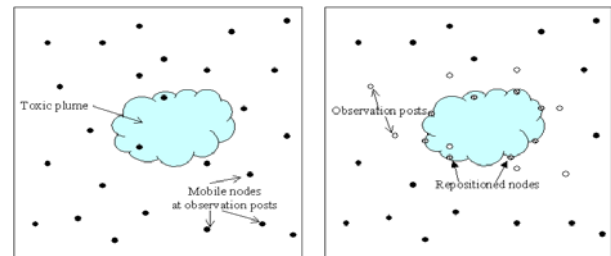 Toxic plume
Mobile nodes
at observation posts
Observation posts
Repositioned nodes